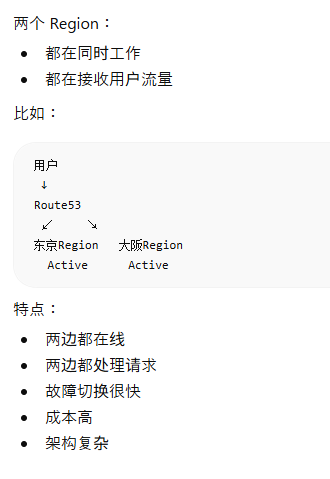 两个 Region：
• 都在同时工作
• 都在接收用户流量
比如：
用户
↓
Route53
↙ ↘
东京Region 大阪Region
Active Active
特点：
• 两边都在线
• 两边都处理请求
• 故障切换很快
• 成本高
• 架构复杂